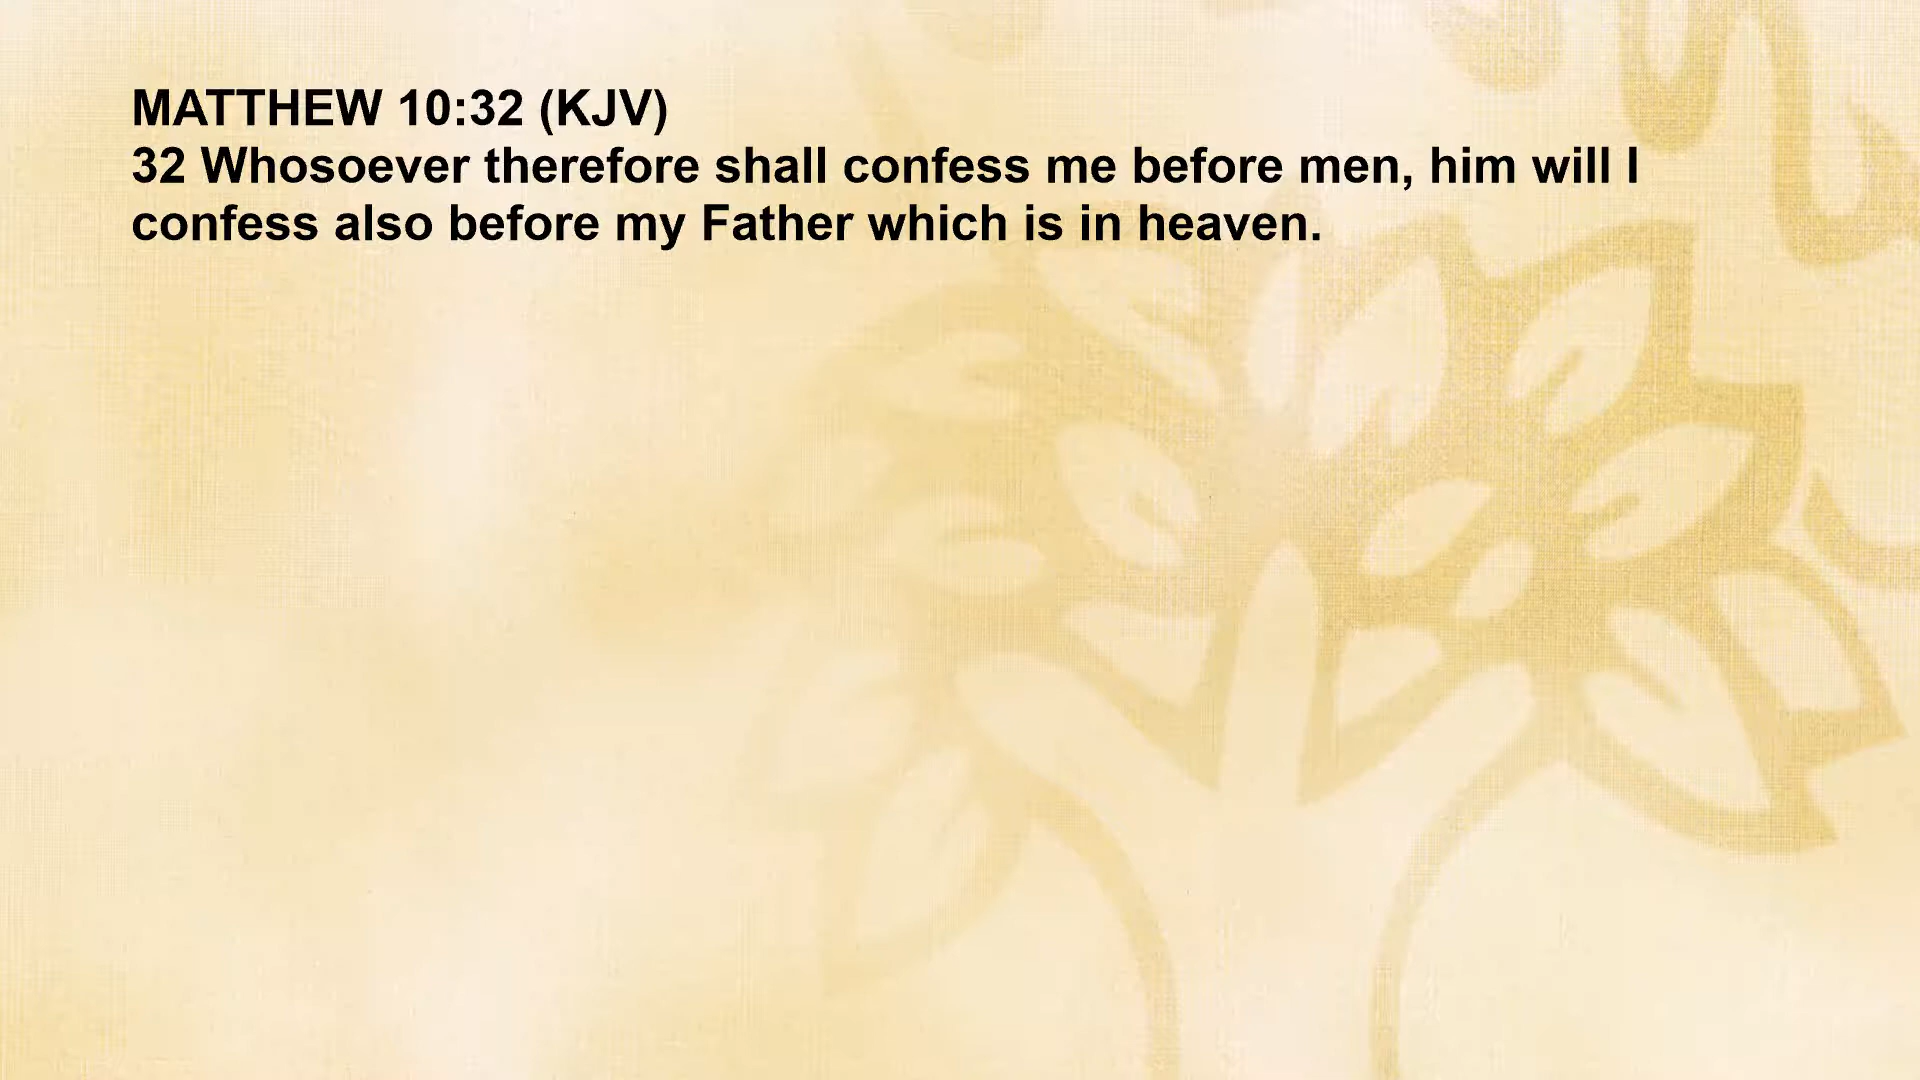 MATTHEW 10:32 (KJV)
32 Whosoever therefore shall confess me before men, him will I
confess also before my Father which is in heaven.